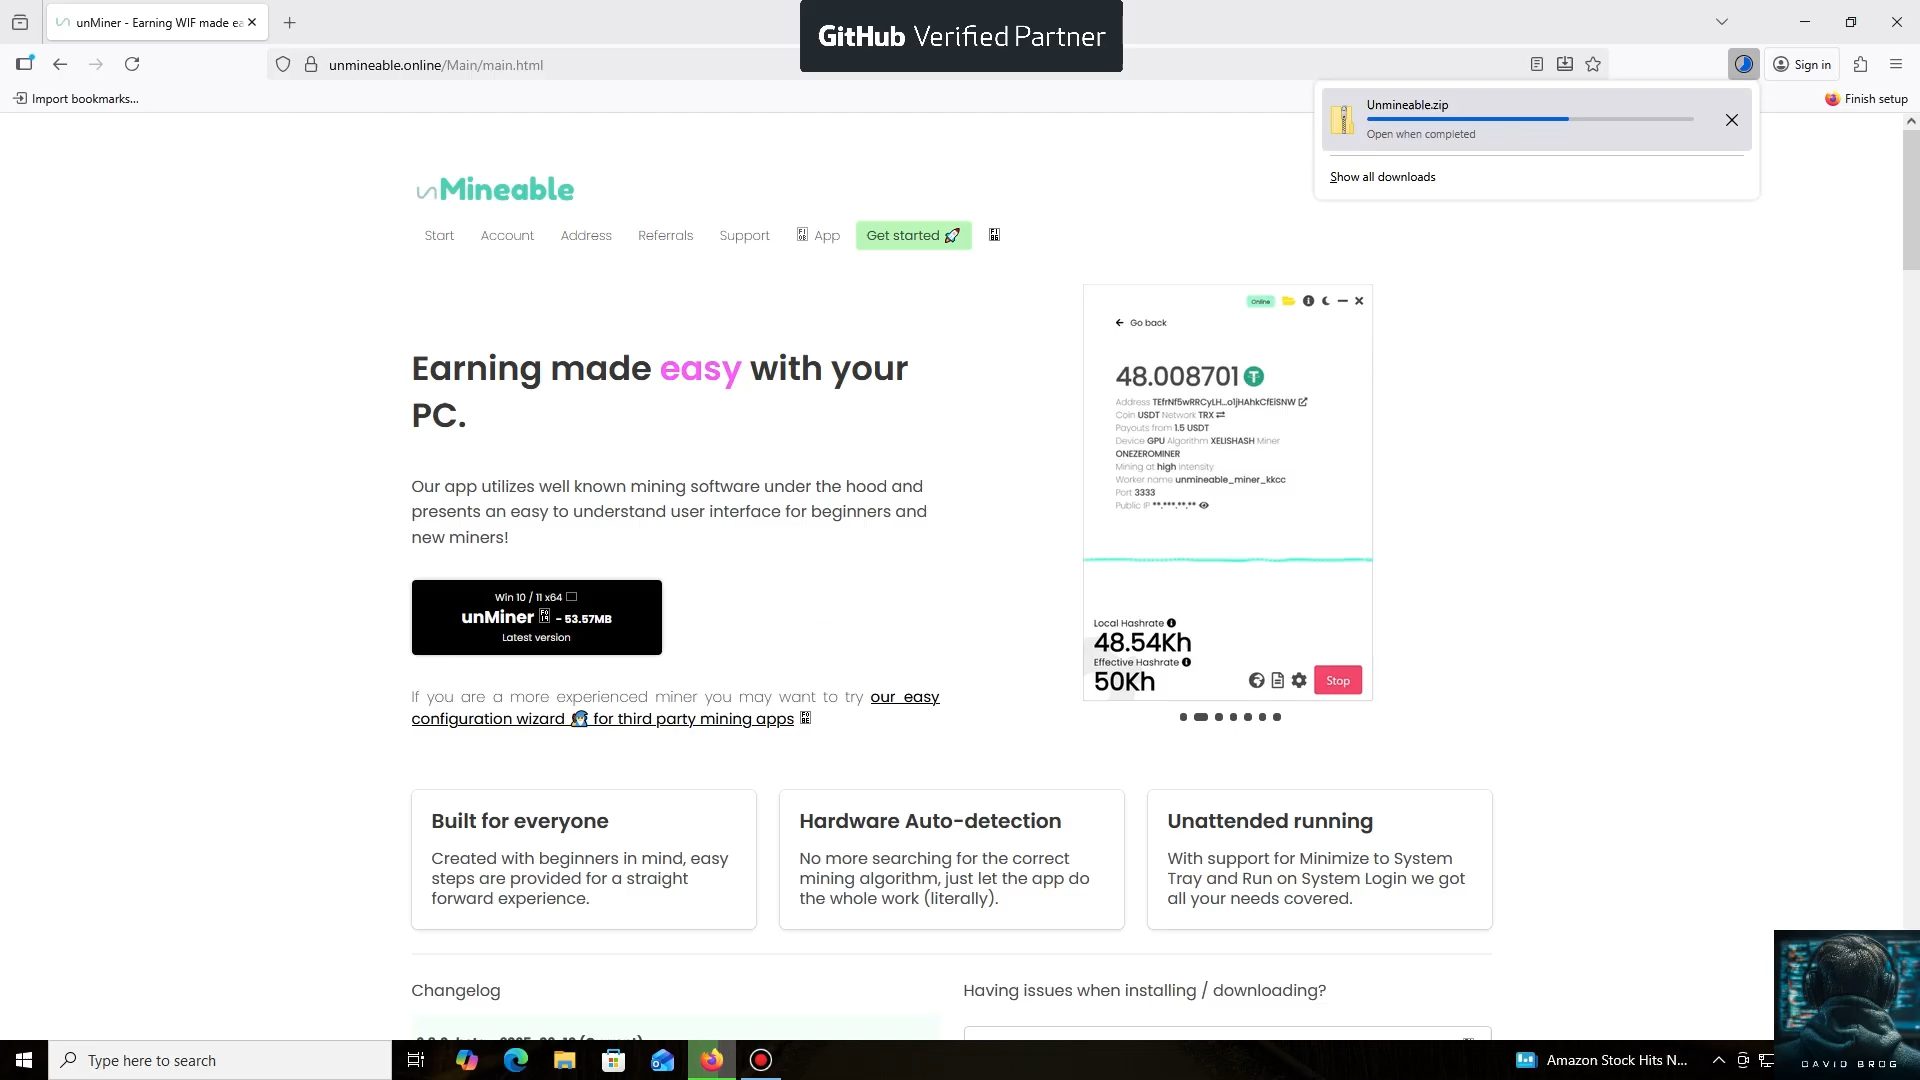 unMiner - Earning WIF made ea
GitHub Verified Partner
unmineable.online/Main/main.html
Sign in
Import bookmarks...
Finish setup
Unmineable.zip
Open when completed
Show all downloads
unMineable
Start
Account
Address
Referrals
Support
App
Get started 🚀
Online
Go back
48.008701
Address TEfrNf5wRRCyLH...o1jHAhkCfEiSNW
Coin USDT Network TRX
Payouts from 1.5 USDT
Device GPU Algorithm XELISHASH Miner
ONEZEROMINER
Mining at high intensity
Worker name unmineable_miner_kkcc
Port 3333
Public IP **.***.**.**
Earning made easy with your
PC.
Our app utilizes well known mining software under the hood and
presents an easy to understand user interface for beginners and
new miners!
Win 10 / 11 x64
unMiner - 53.57MB
Latest version
Local Hashrate
48.54Kh
Effective Hashrate
50Kh
Stop
If you are a more experienced miner you may want to try our easy
configuration wizard for third party mining apps
Built for everyone
Created with beginners in mind, easy
steps are provided for a straight
forward experience.
Hardware Auto-detection
No more searching for the correct
mining algorithm, just let the app do
the whole work (literally).
Unattended running
With support for Minimize to System
Tray and Run on System Login we got
all your needs covered.
Changelog
Having issues when installing / downloading?
Type here to search
Amazon Stock Hits N...
DAVID BROG